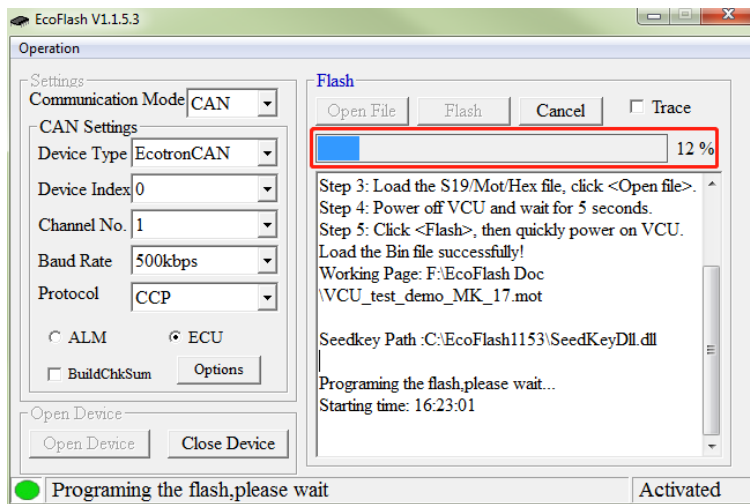 EcoFlash V1.1.5.3
Operation
Settings
Communication Mode CAN
CAN Settings
Device Type EcotronCAN
Device Index 0
Channel No. 1
Baud Rate 500kbps
Protocol CCP
ALM ECU
BuildChkSum Options
Open Device
Open Device Close Device
Flash
Open File Flash Cancel Trace
12 %
Step 3: Load the S19/Mot/Hex file, click <Open file>.
Step 4: Power off VCU and wait for 5 seconds.
Step 5: Click <Flash>, then quickly power on VCU.
Load the Bin file successfully!
Working Page: F:\EcoFlash Doc
\VCU_test_demo_MK_17.mot
Seedkey Path :C:\EcoFlash1153\SeedKeyDll.dll
Programing the flash,please wait...
Starting time: 16:23:01
Programing the flash,please wait Activated